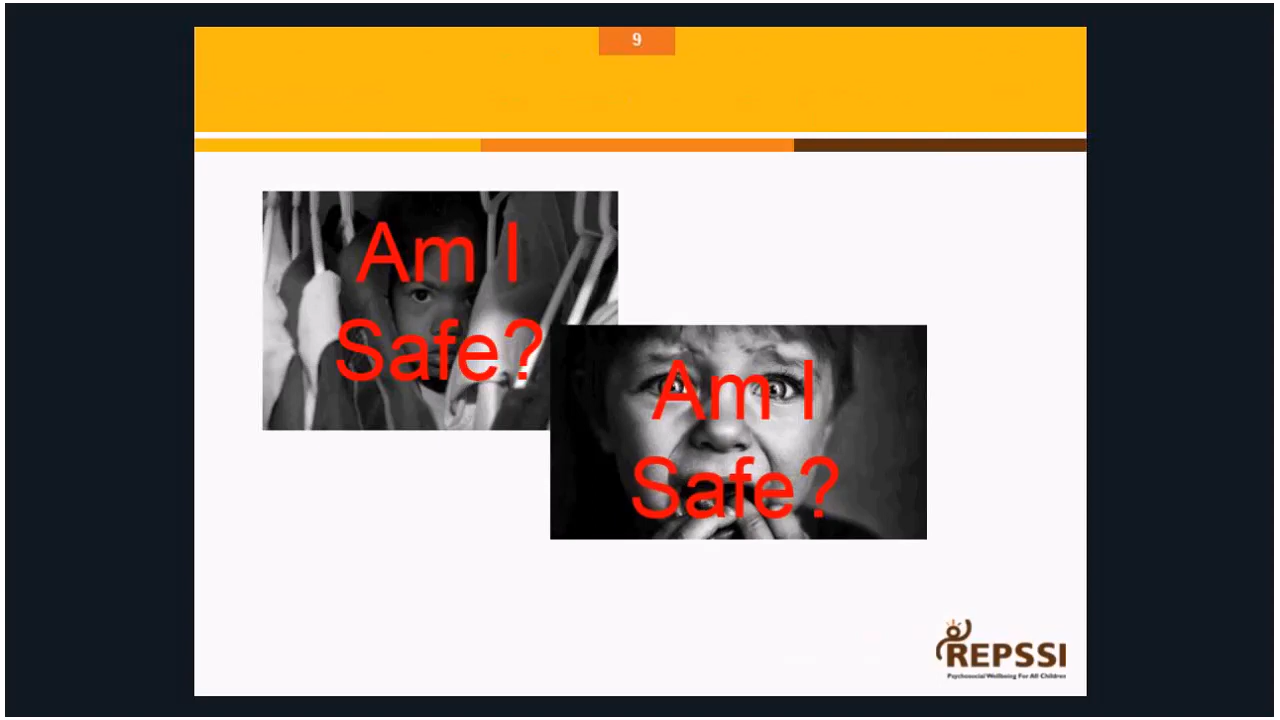 9
Am I
Safe?
Am I
Safe?
REPSSI
Psychosocial Wellbeing For All Children